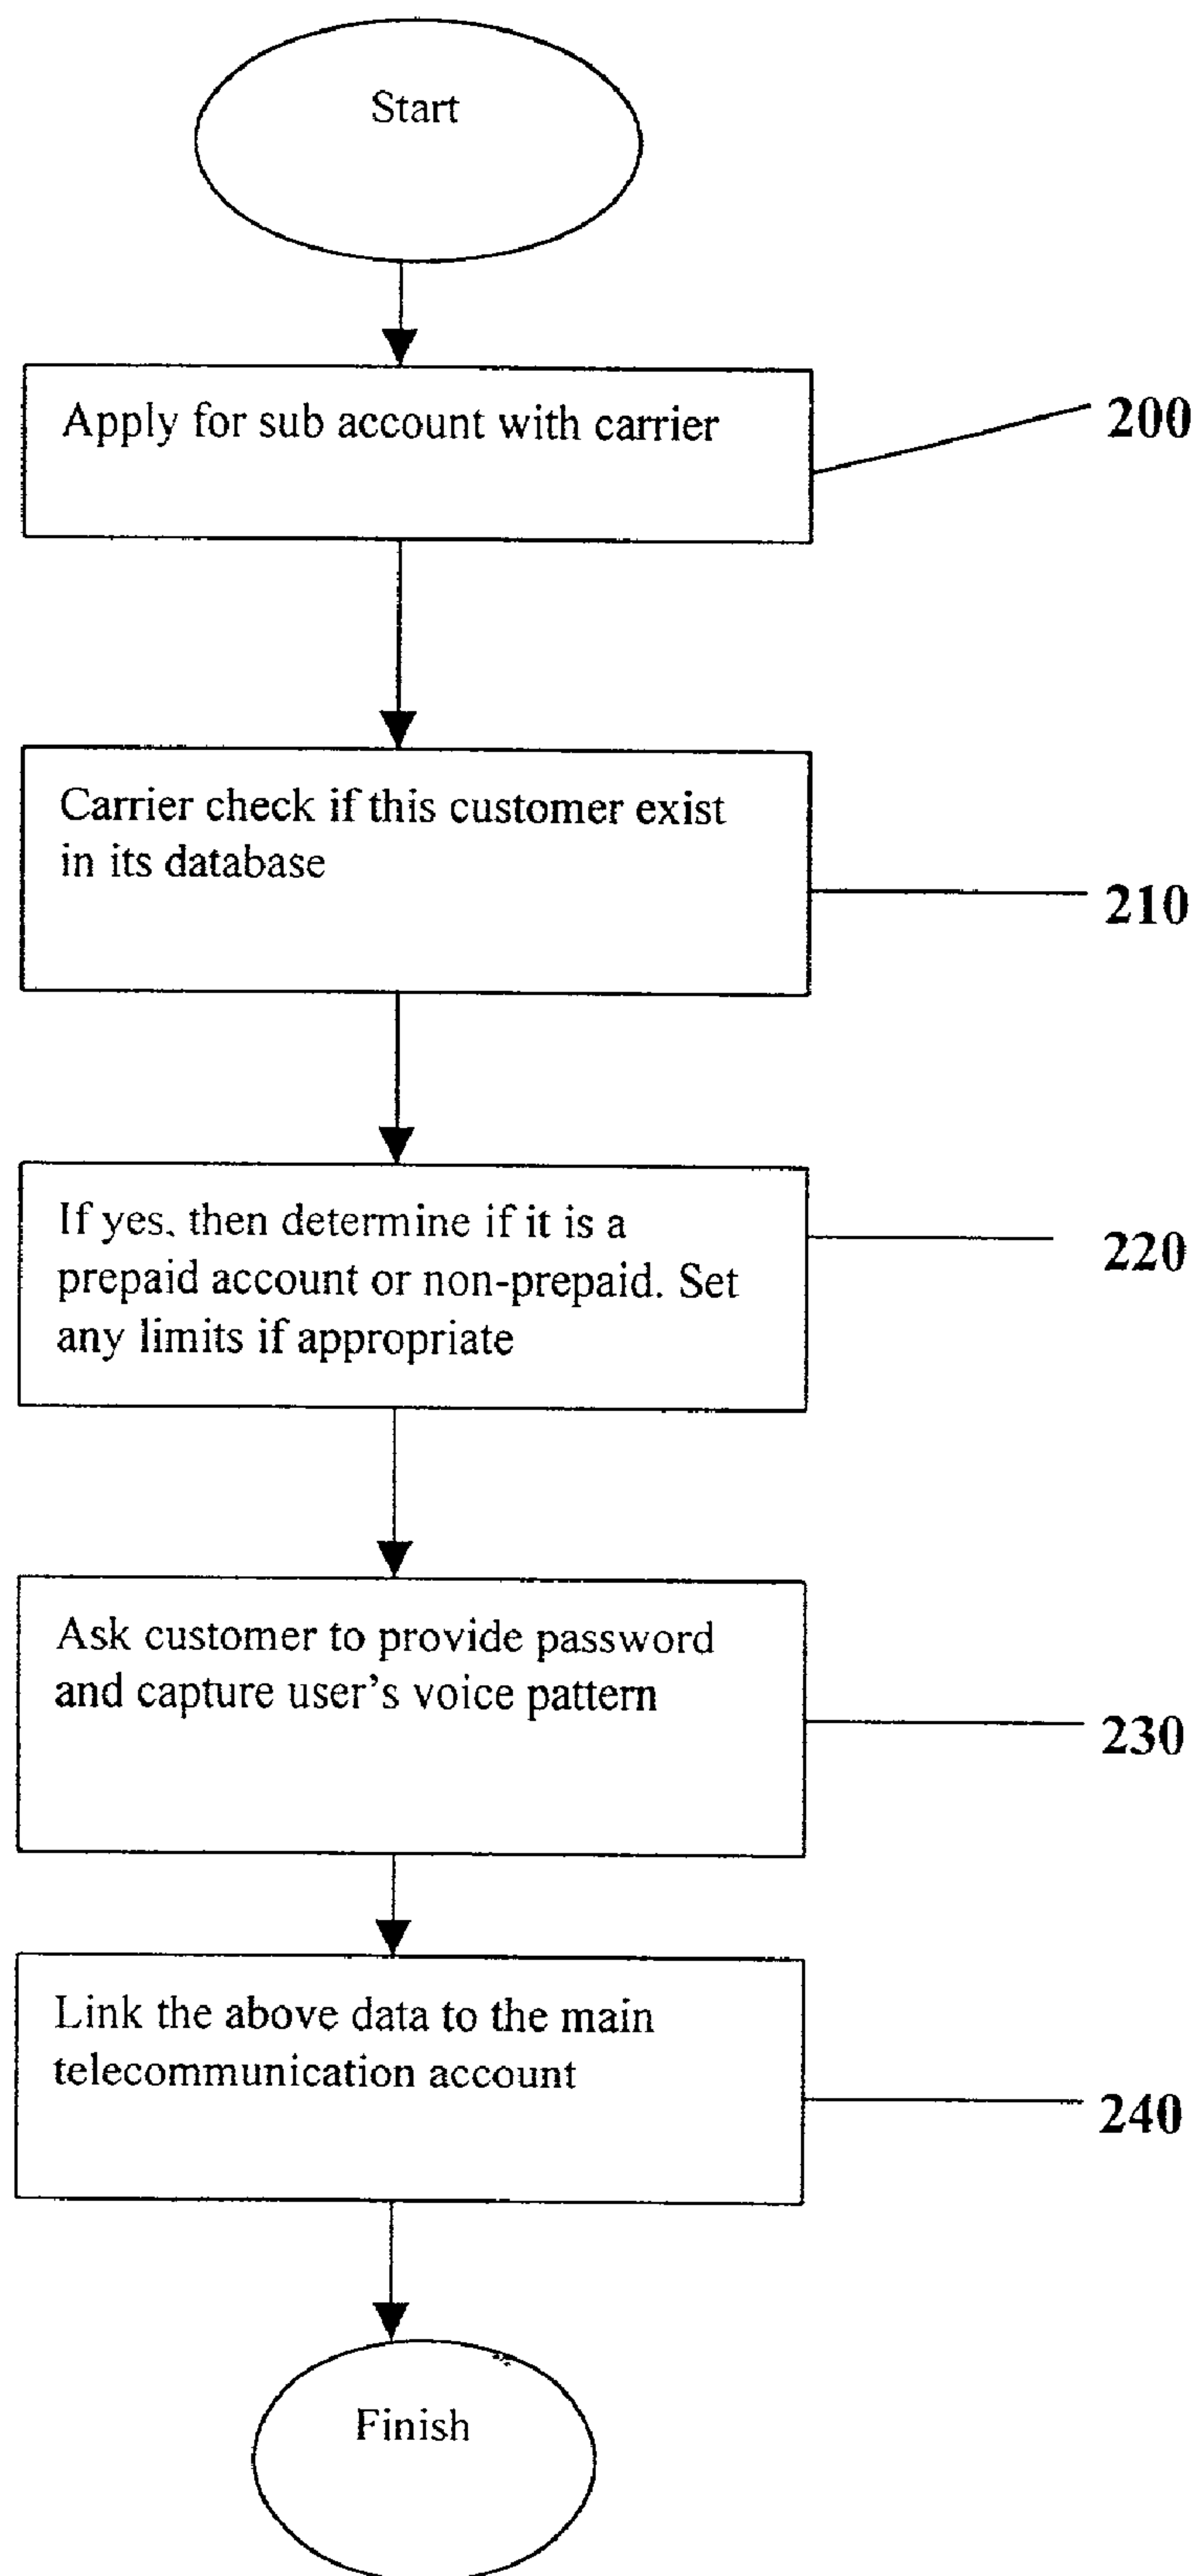 Start
Apply for sub account with carrier
200
Carrier check if this customer exist
in its database
210
If yes, then determine if it is a
prepaid account or non-prepaid. Set
any limits if appropriate
220
Ask customer to provide password
and capture user's voice pattern
230
Link the above data to the main
telecommunication account
240
Finish